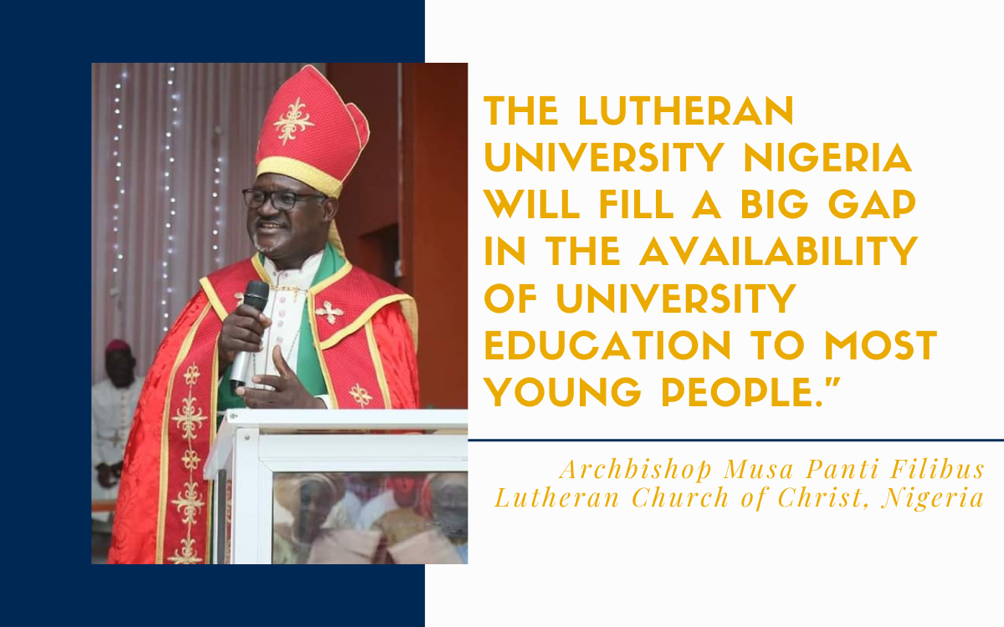 THE LUTHERAN
UNIVERSITY NIGERIA
WILL FILL A BIG GAP
IN THE AVAILABILITY
OF UNIVERSITY
EDUCATION TO MOST
YOUNG PEOPLE."
Archbishop Musa Panti Filibus
Lutheran Church of Christ, Nigeria